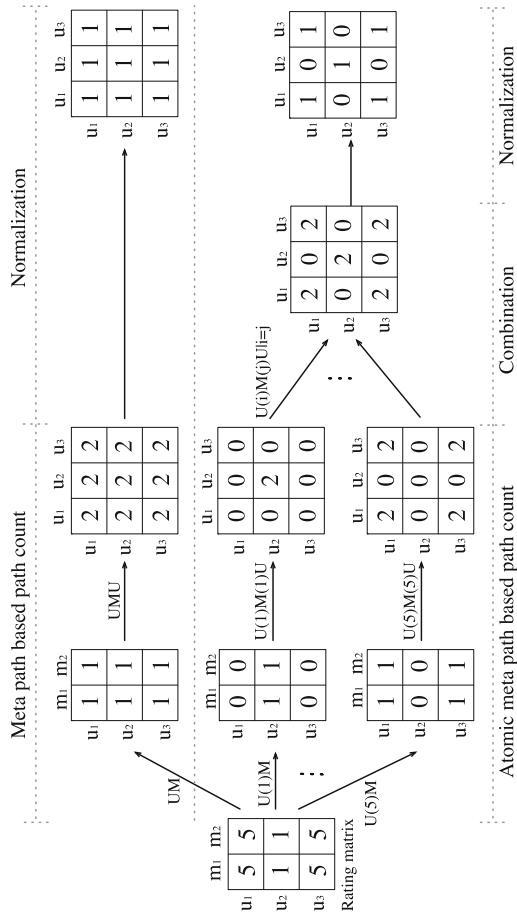 Meta path based path count
Normalization
m₁ m₂
u₁ 1 1
u₂ 1 1
u₃ 1 1
UM
UMU
u₁ u₂ u₃
u₁ 2 2 2
u₂ 2 2 2
u₃ 2 2 2
u₁ u₂ u₃
u₁ 1 1 1
u₂ 1 1 1
u₃ 1 1 1
m₁ m₂
u₁ 5 5
u₂ 1 1
u₃ 5 5
Rating matrix
U(1)M
...
U(5)M
m₁ m₂
u₁ 0 0
u₂ 1 1
u₃ 0 0
U(1)M(1)U
u₁ u₂ u₃
u₁ 0 0 0
u₂ 0 2 0
u₃ 0 0 0
m₁ m₂
u₁ 1 1
u₂ 0 0
u₃ 1 1
U(5)M(5)U
u₁ u₂ u₃
u₁ 2 0 2
u₂ 0 0 0
u₃ 2 0 2
U(i)M(j)U|i=j
...
u₁ u₂ u₃
u₁ 2 0 2
u₂ 0 2 0
u₃ 2 0 2
u₁ u₂ u₃
u₁ 1 0 1
u₂ 0 1 0
u₃ 1 0 1
Atomic meta path based path count
Combination
Normalization